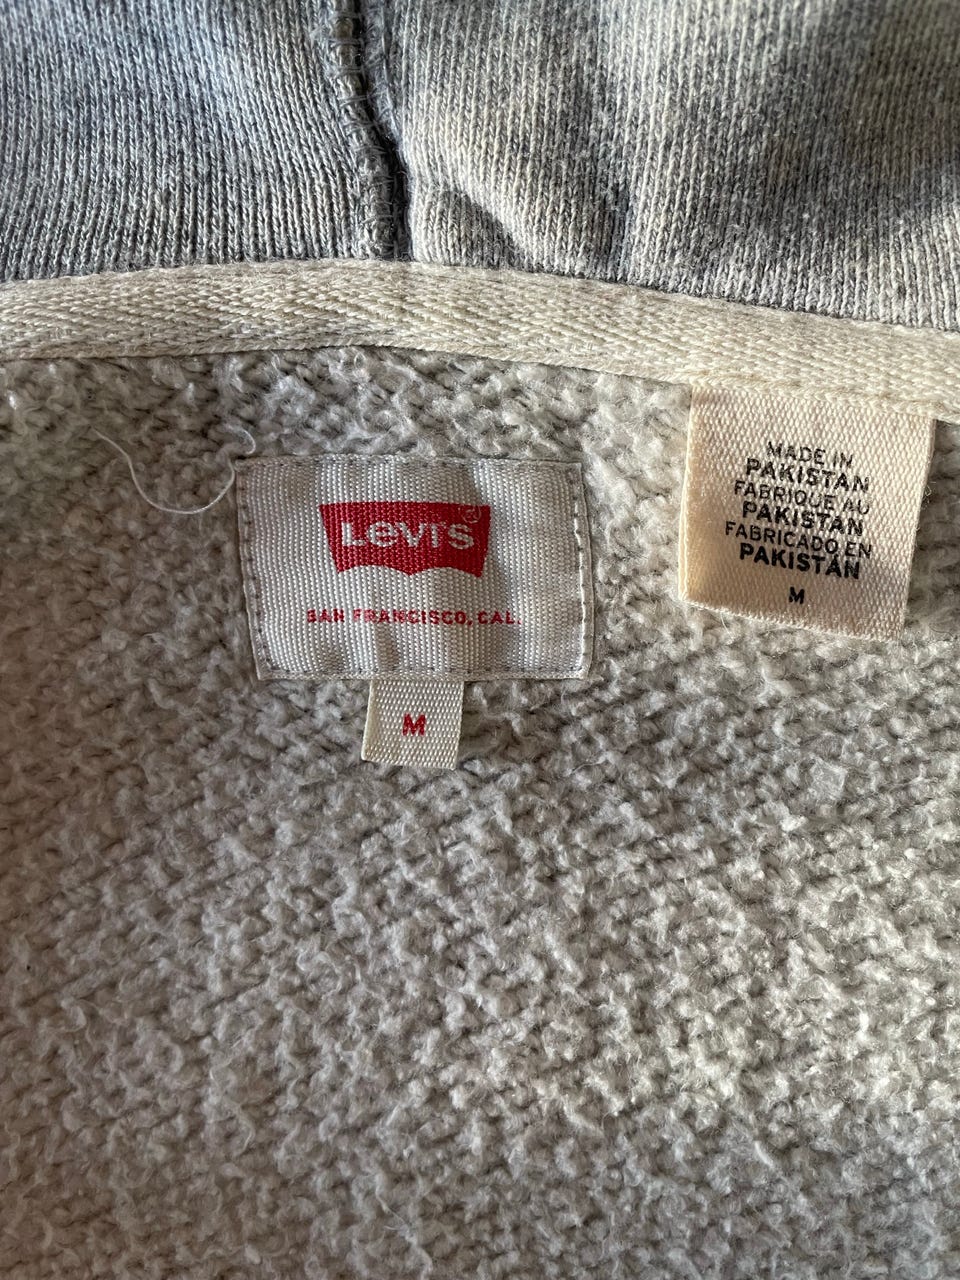 LEVI'S®
SAN FRANCISCO, CAL.
M
MADE IN
PAKISTAN
FABRIQUE AU
PAKISTAN
FABRICADO EN
PAKISTAN
M